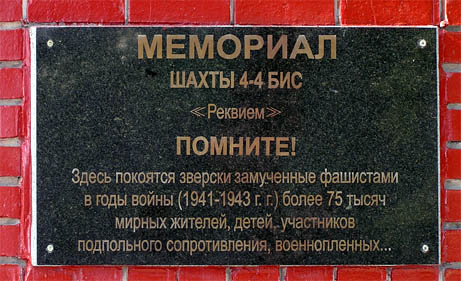 МЕМОРИАЛ
ШАХТЫ 4-4 БИС
«Реквием»
ПОМНИТЕ!
Здесь покоятся зверски замученные фашистами
в годы войны (1941-1943 г. г.) более 75 тысяч
мирных жителей, детей, участников
подпольного сопротивления, военнопленных...